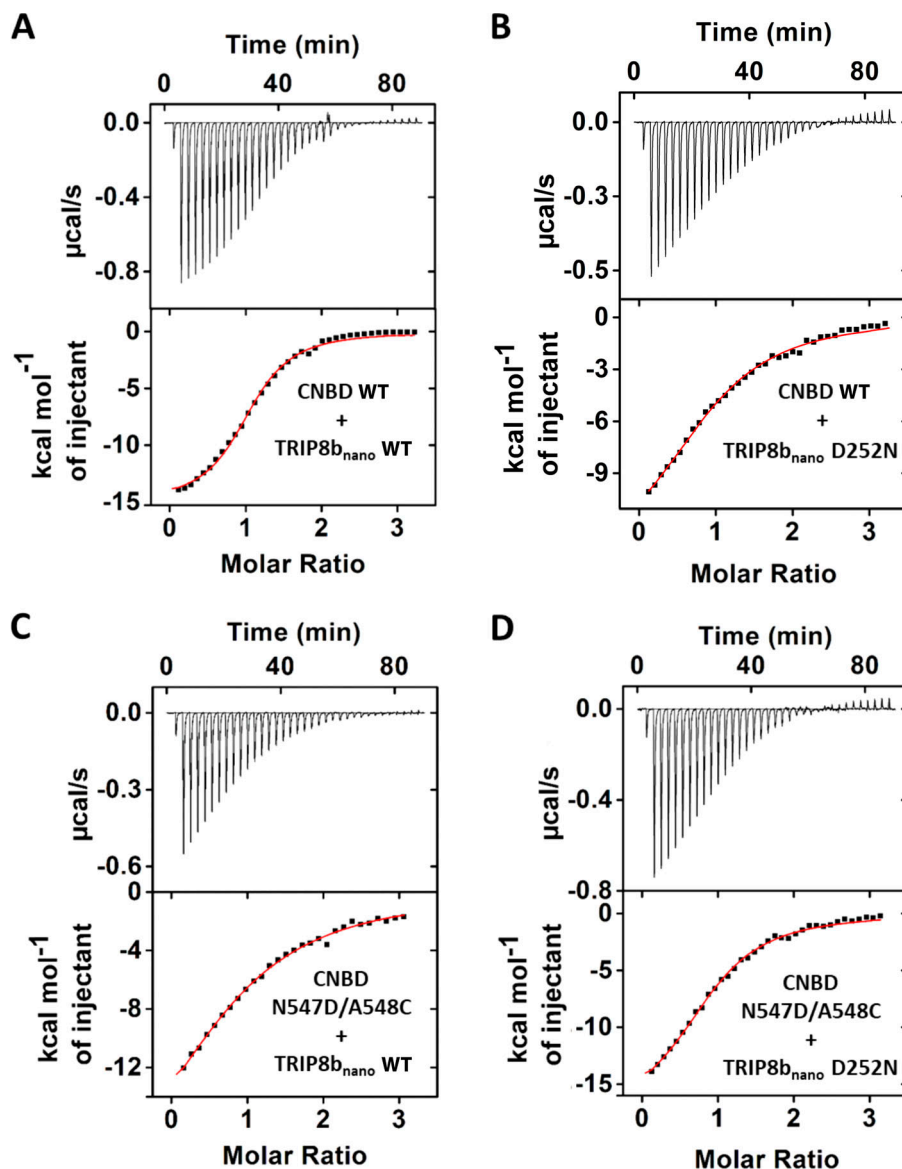 A
Time (min)
0 40 80
0.0
-0.4
-0.8
µcal/s
0
-5
-10
-15
kcal mol⁻¹
of injectant
CNBD WT
+
TRIP8bnano WT
0 1 2 3
Molar Ratio
B
Time (min)
0 40 80
0.0
-0.3
-0.5
µcal/s
0
-3
-6
-9
kcal mol⁻¹
of injectant
CNBD WT
+
TRIP8bnano D252N
0 1 2 3
Molar Ratio
C
Time (min)
0 40 80
0.0
-0.3
-0.6
µcal/s
0
-4
-8
-12
kcal mol⁻¹
of injectant
CNBD
N547D/A548C
+
TRIP8bnano WT
0 1 2 3
Molar Ratio
D
Time (min)
0 40 80
0.0
-0.4
-0.8
µcal/s
0
-5
-10
-15
kcal mol⁻¹
of injectant
CNBD
N547D/A548C
+
TRIP8bnano D252N
0 1 2 3
Molar Ratio